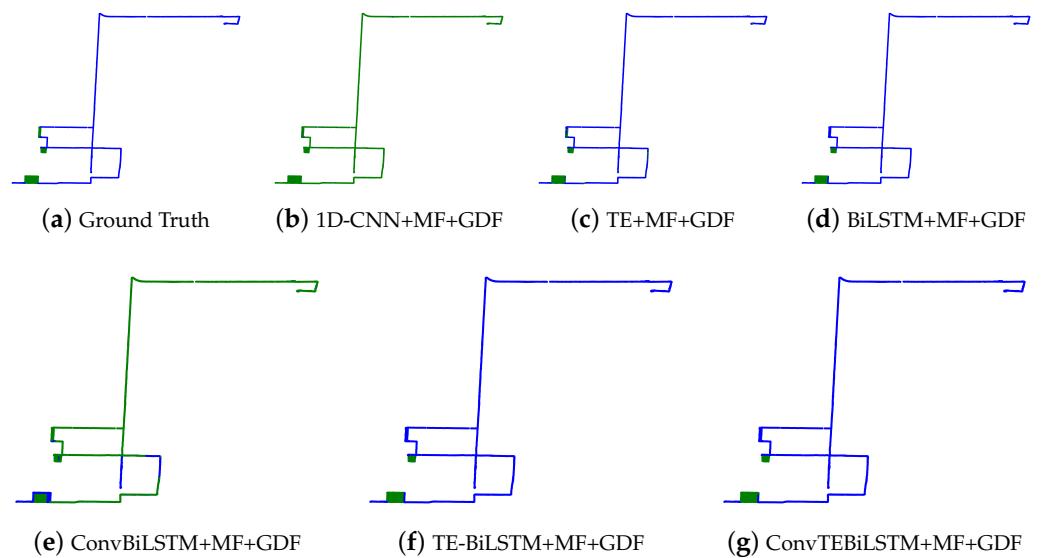 (a) Ground Truth
(b) 1D-CNN+MF+GDF
(c) TE+MF+GDF
(d) BiLSTM+MF+GDF
(e) ConvBiLSTM+MF+GDF
(f) TE-BiLSTM+MF+GDF
(g) ConvTEBiLSTM+MF+GDF